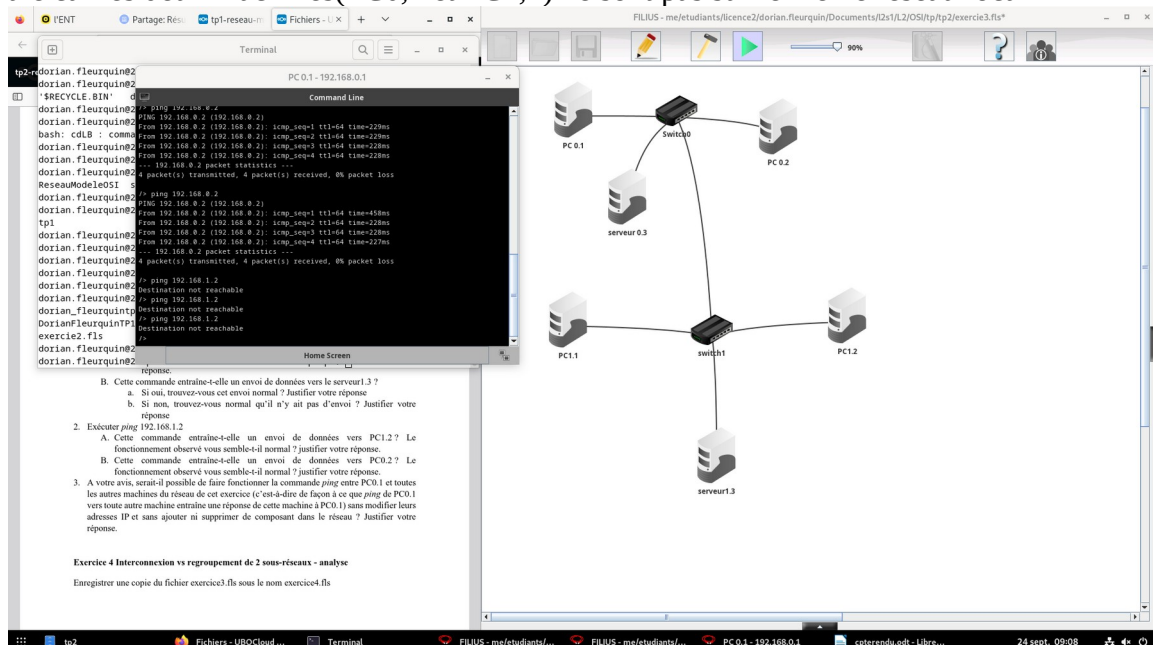 O l'ENT
Partage: Résu
tp1-reseau-m
Fichiers - U
FILIUS - me/etudiants/licence2/dorian.fleurquin/Documents/l2s1/L2/OSI/tp/tp2/exercie3.fls*
Terminal
90%
tp2-re
dorian.fleurquin@2
dorian.fleurquin@2
'$RECYCLE.BIN' d
dorian.fleurquin@2
dorian.fleurquin@2
bash: cdLB : comma
dorian.fleurquin@2
dorian.fleurquin@2
dorian.fleurquin@2
ReseauModeleOSI s
dorian.fleurquin@2
dorian.fleurquin@2
tp1
dorian.fleurquin@2
dorian.fleurquin@2
dorian.fleurquin@2
dorian.fleurquin@2
dorian.fleurquin@2
dorian_fleurquintp
DorianFleurquinTP1
exercie2.fls
dorian.fleurquin@2
dorian.fleurquin@2
PC 0.1 - 192.168.0.1
Command Line
/> ping 192.168.0.2
PING 192.168.0.2 (192.168.0.2)
From 192.168.0.2 (192.168.0.2): icmp_seq=1 ttl=64 time=229ms
From 192.168.0.2 (192.168.0.2): icmp_seq=2 ttl=64 time=229ms
From 192.168.0.2 (192.168.0.2): icmp_seq=3 ttl=64 time=228ms
From 192.168.0.2 (192.168.0.2): icmp_seq=4 ttl=64 time=228ms
--- 192.168.0.2 packet statistics ---
4 packet(s) transmitted, 4 packet(s) received, 0% packet loss
/> ping 192.168.0.2
PING 192.168.0.2 (192.168.0.2)
From 192.168.0.2 (192.168.0.2): icmp_seq=1 ttl=64 time=458ms
From 192.168.0.2 (192.168.0.2): icmp_seq=2 ttl=64 time=228ms
From 192.168.0.2 (192.168.0.2): icmp_seq=3 ttl=64 time=228ms
From 192.168.0.2 (192.168.0.2): icmp_seq=4 ttl=64 time=227ms
--- 192.168.0.2 packet statistics ---
4 packet(s) transmitted, 4 packet(s) received, 0% packet loss
/> ping 192.168.1.2
Destination not reachable
/> ping 192.168.1.2
Destination not reachable
/> ping 192.168.1.2
Destination not reachable
/>
Home Screen
PC 0.1
Switch0
PC 0.2
serveur 0.3
PC1.1
switch1
PC1.2
serveur1.3
réponse.
B. Cette commande entraîne-t-elle un envoi de données vers le serveur1.3 ?
a. Si oui, trouvez-vous cet envoi normal ? Justifier votre réponse
b. Si non, trouvez-vous normal qu'il n'y ait pas d'envoi ? Justifier votre
réponse
2. Exécuter ping 192.168.1.2
A. Cette commande entraîne-t-elle un envoi de données vers PC1.2 ? Le
fonctionnement observé vous semble-t-il normal ? justifier votre réponse.
B. Cette commande entraîne-t-elle un envoi de données vers PC0.2 ? Le
fonctionnement observé vous semble-t-il normal ? justifier votre réponse.
3. A votre avis, serait-il possible de faire fonctionner la commande ping entre PC0.1 et toutes
les autres machines du réseau de cet exercice (c'est-à-dire de façon à ce que ping de PC0.1
vers toute autre machine entraîne une réponse de cette machine à PC0.1) sans modifier leurs
adresses IP et sans ajouter ni supprimer de composant dans le réseau ? Justifier votre
réponse.
Exercice 4 Interconnexion vs regroupement de 2 sous-réseaux - analyse
Enregistrer une copie du fichier exercice3.fls sous le nom exercice4.fls
tp2
Fichiers - UBOCloud ...
Terminal
FILIUS - me/etudiants/...
FILIUS - me/etudiants/...
PC 0.1 - 192.168.0.1
cpterendu.odt - Libre...
24 sept. 09:08